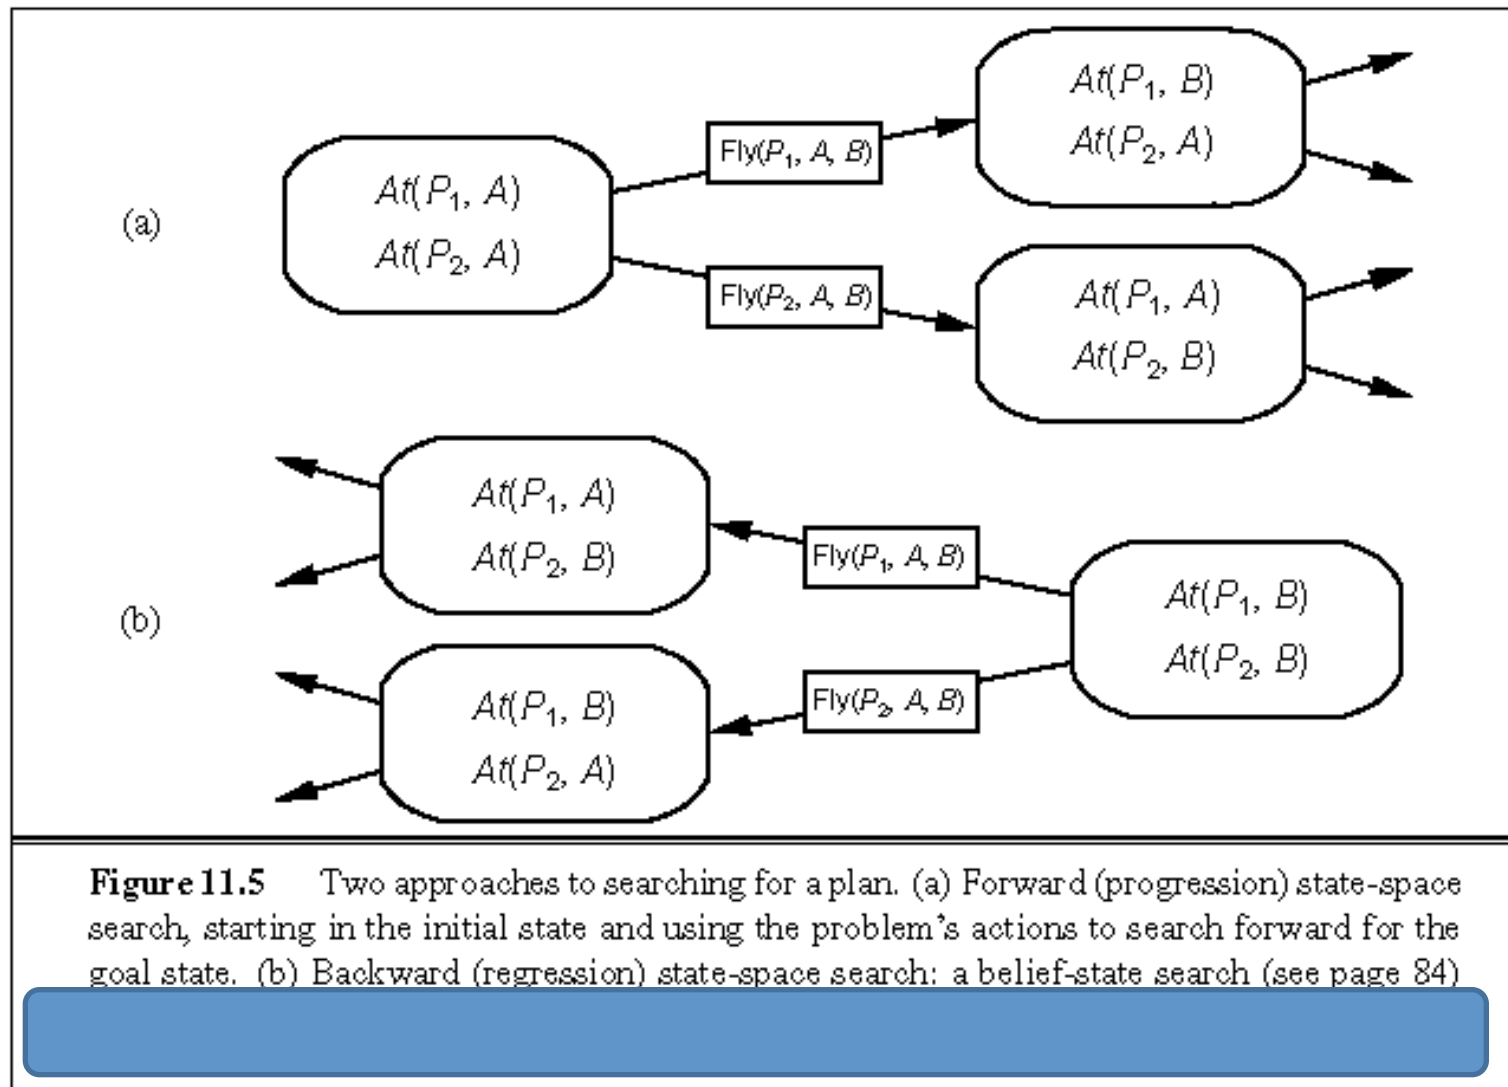 At(P₁, B)
At(P₂, A)
Fly(P₁, A, B)
At(P₁, A)
At(P₂, A)
(a)
Fly(P₂, A, B)
At(P₁, A)
At(P₂, B)
At(P₁, A)
At(P₂, B)
Fly(P₁, A, B)
At(P₁, B)
At(P₂, B)
(b)
At(P₁, B)
At(P₂, A)
Fly(P₂, A, B)
Figure 11.5 Two approaches to searching for a plan. (a) Forward (progression) state-space
search, starting in the initial state and using the problem's actions to search forward for the
goal state. (b) Backward (regression) state-space search: a belief-state search (see page 84)